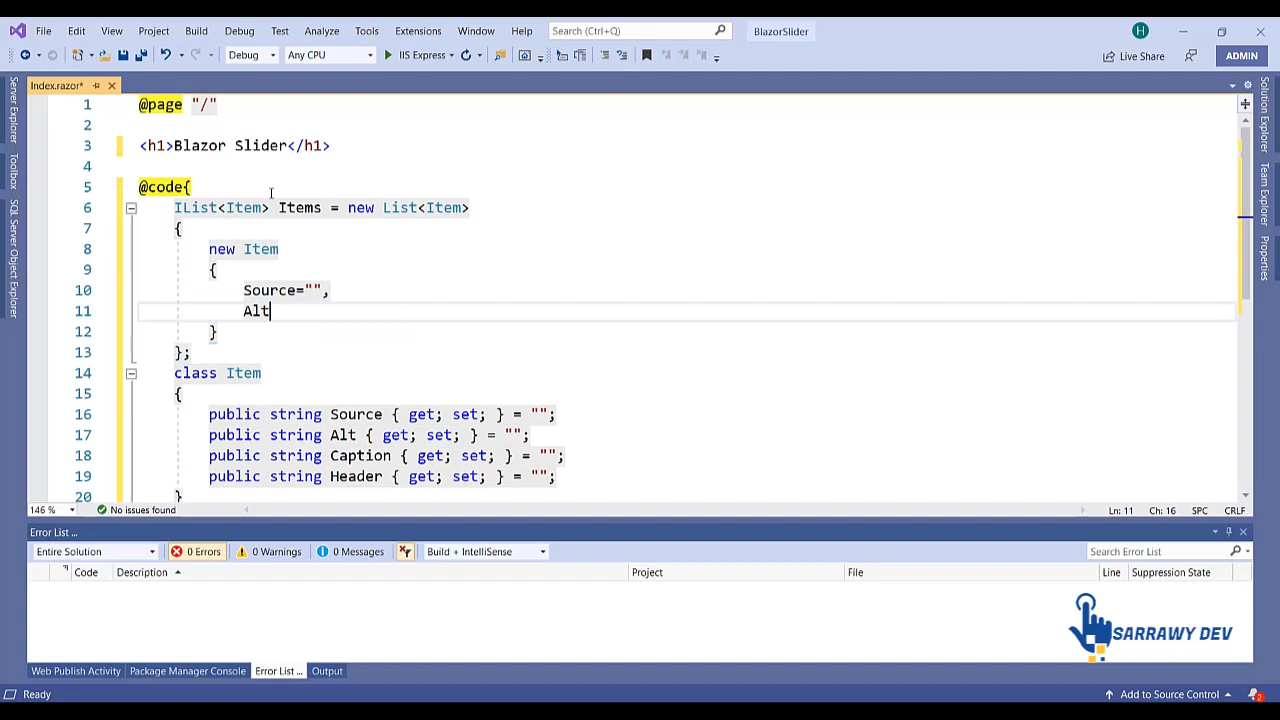 File Edit View Git Project Build Debug Test Analyze Tools Extensions Window Help Search (Ctrl+Q) BlazorSlider H
Debug Any CPU IIS Express Live Share ADMIN
Index.razor*
1 @page "/"
2
3 <h1>Blazor Slider</h1>
4
5 @code{
6 IList<Item> Items = new List<Item>
7 {
8 new Item
9 {
10 Source="",
11 Alt
12 }
13 };
14 class Item
15 {
16 public string Source { get; set; } = "";
17 public string Alt { get; set; } = "";
18 public string Caption { get; set; } = "";
19 public string Header { get; set; } = "";
20 }
Server Explorer
Toolbox
SQL Server Object Explorer
Solution Explorer
Team Explorer
Properties
146 % No issues found Ln: 11 Ch: 16 SPC CRLF
Error List ...
Entire Solution 0 Errors 0 Warnings 0 Messages Build + IntelliSense Search Error List
Code Description Project File Line Suppression State
SARRAWY DEV
Web Publish Activity Package Manager Console Error List ... Output
Ready Add to Source Control 2